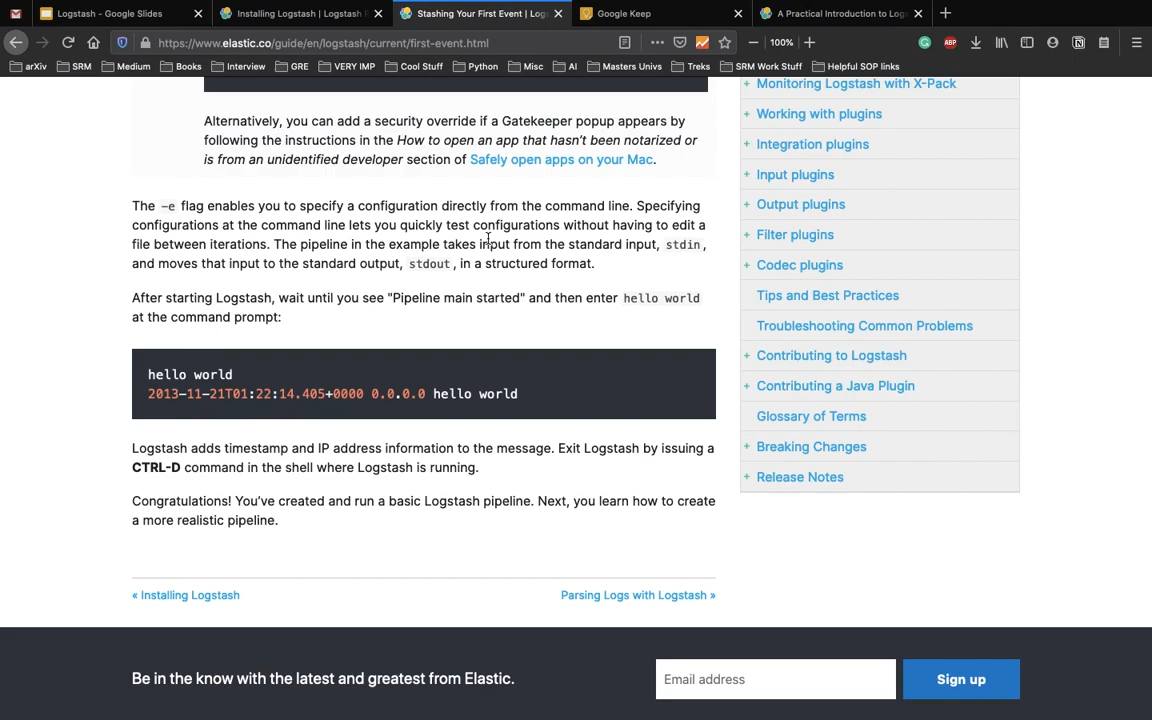 Logstash - Google Slides
Installing Logstash | Logstash R
Stashing Your First Event | Log
Google Keep
A Practical Introduction to Log
https://www.elastic.co/guide/en/logstash/current/first-event.html
100%
ABP
arXiv SRM Medium Books Interview GRE VERY IMP Cool Stuff Python Misc AI Masters Univs Treks SRM Work Stuff Helpful SOP links
Alternatively, you can add a security override if a Gatekeeper popup appears by
following the instructions in the How to open an app that hasn't been notarized or
is from an unidentified developer section of Safely open apps on your Mac.
The -e flag enables you to specify a configuration directly from the command line. Specifying
configurations at the command line lets you quickly test configurations without having to edit a
file between iterations. The pipeline in the example takes input from the standard input, stdin,
and moves that input to the standard output, stdout, in a structured format.
After starting Logstash, wait until you see "Pipeline main started" and then enter hello world
at the command prompt:
hello world
2013-11-21T01:22:14.405+0000 0.0.0.0 hello world
Logstash adds timestamp and IP address information to the message. Exit Logstash by issuing a
CTRL-D command in the shell where Logstash is running.
Congratulations! You've created and run a basic Logstash pipeline. Next, you learn how to create
a more realistic pipeline.
« Installing Logstash
Parsing Logs with Logstash »
+ Monitoring Logstash with X-Pack
+ Working with plugins
+ Integration plugins
+ Input plugins
+ Output plugins
+ Filter plugins
+ Codec plugins
Tips and Best Practices
Troubleshooting Common Problems
+ Contributing to Logstash
+ Contributing a Java Plugin
Glossary of Terms
+ Breaking Changes
+ Release Notes
Be in the know with the latest and greatest from Elastic.
Email address
Sign up